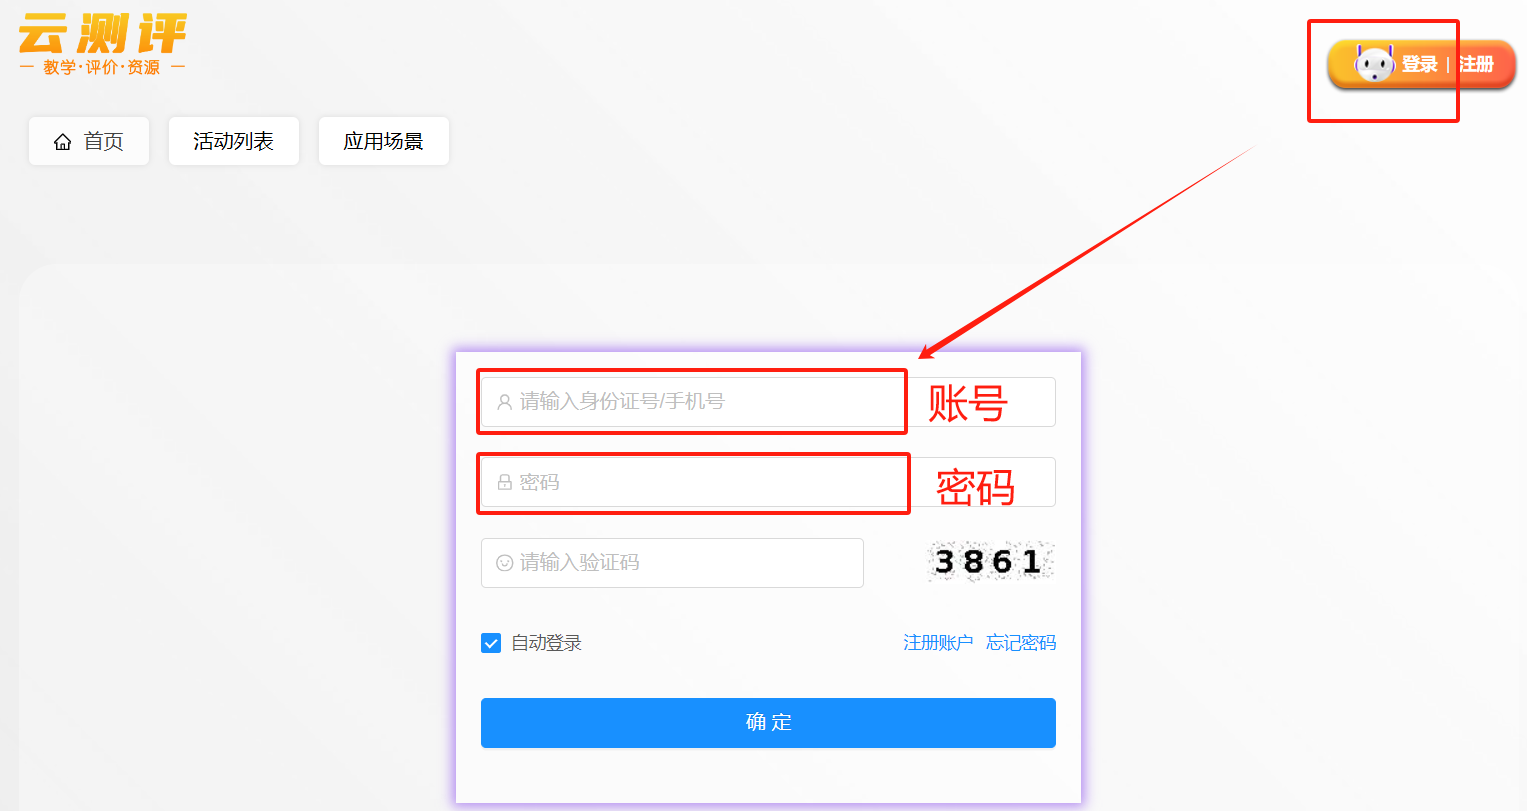 云测评
教学·评价·资源
登录 | 注册
首页
活动列表
应用场景
请输入身份证号/手机号
账号
密码
密码
请输入验证码
3861
自动登录
注册账户 忘记密码
确 定